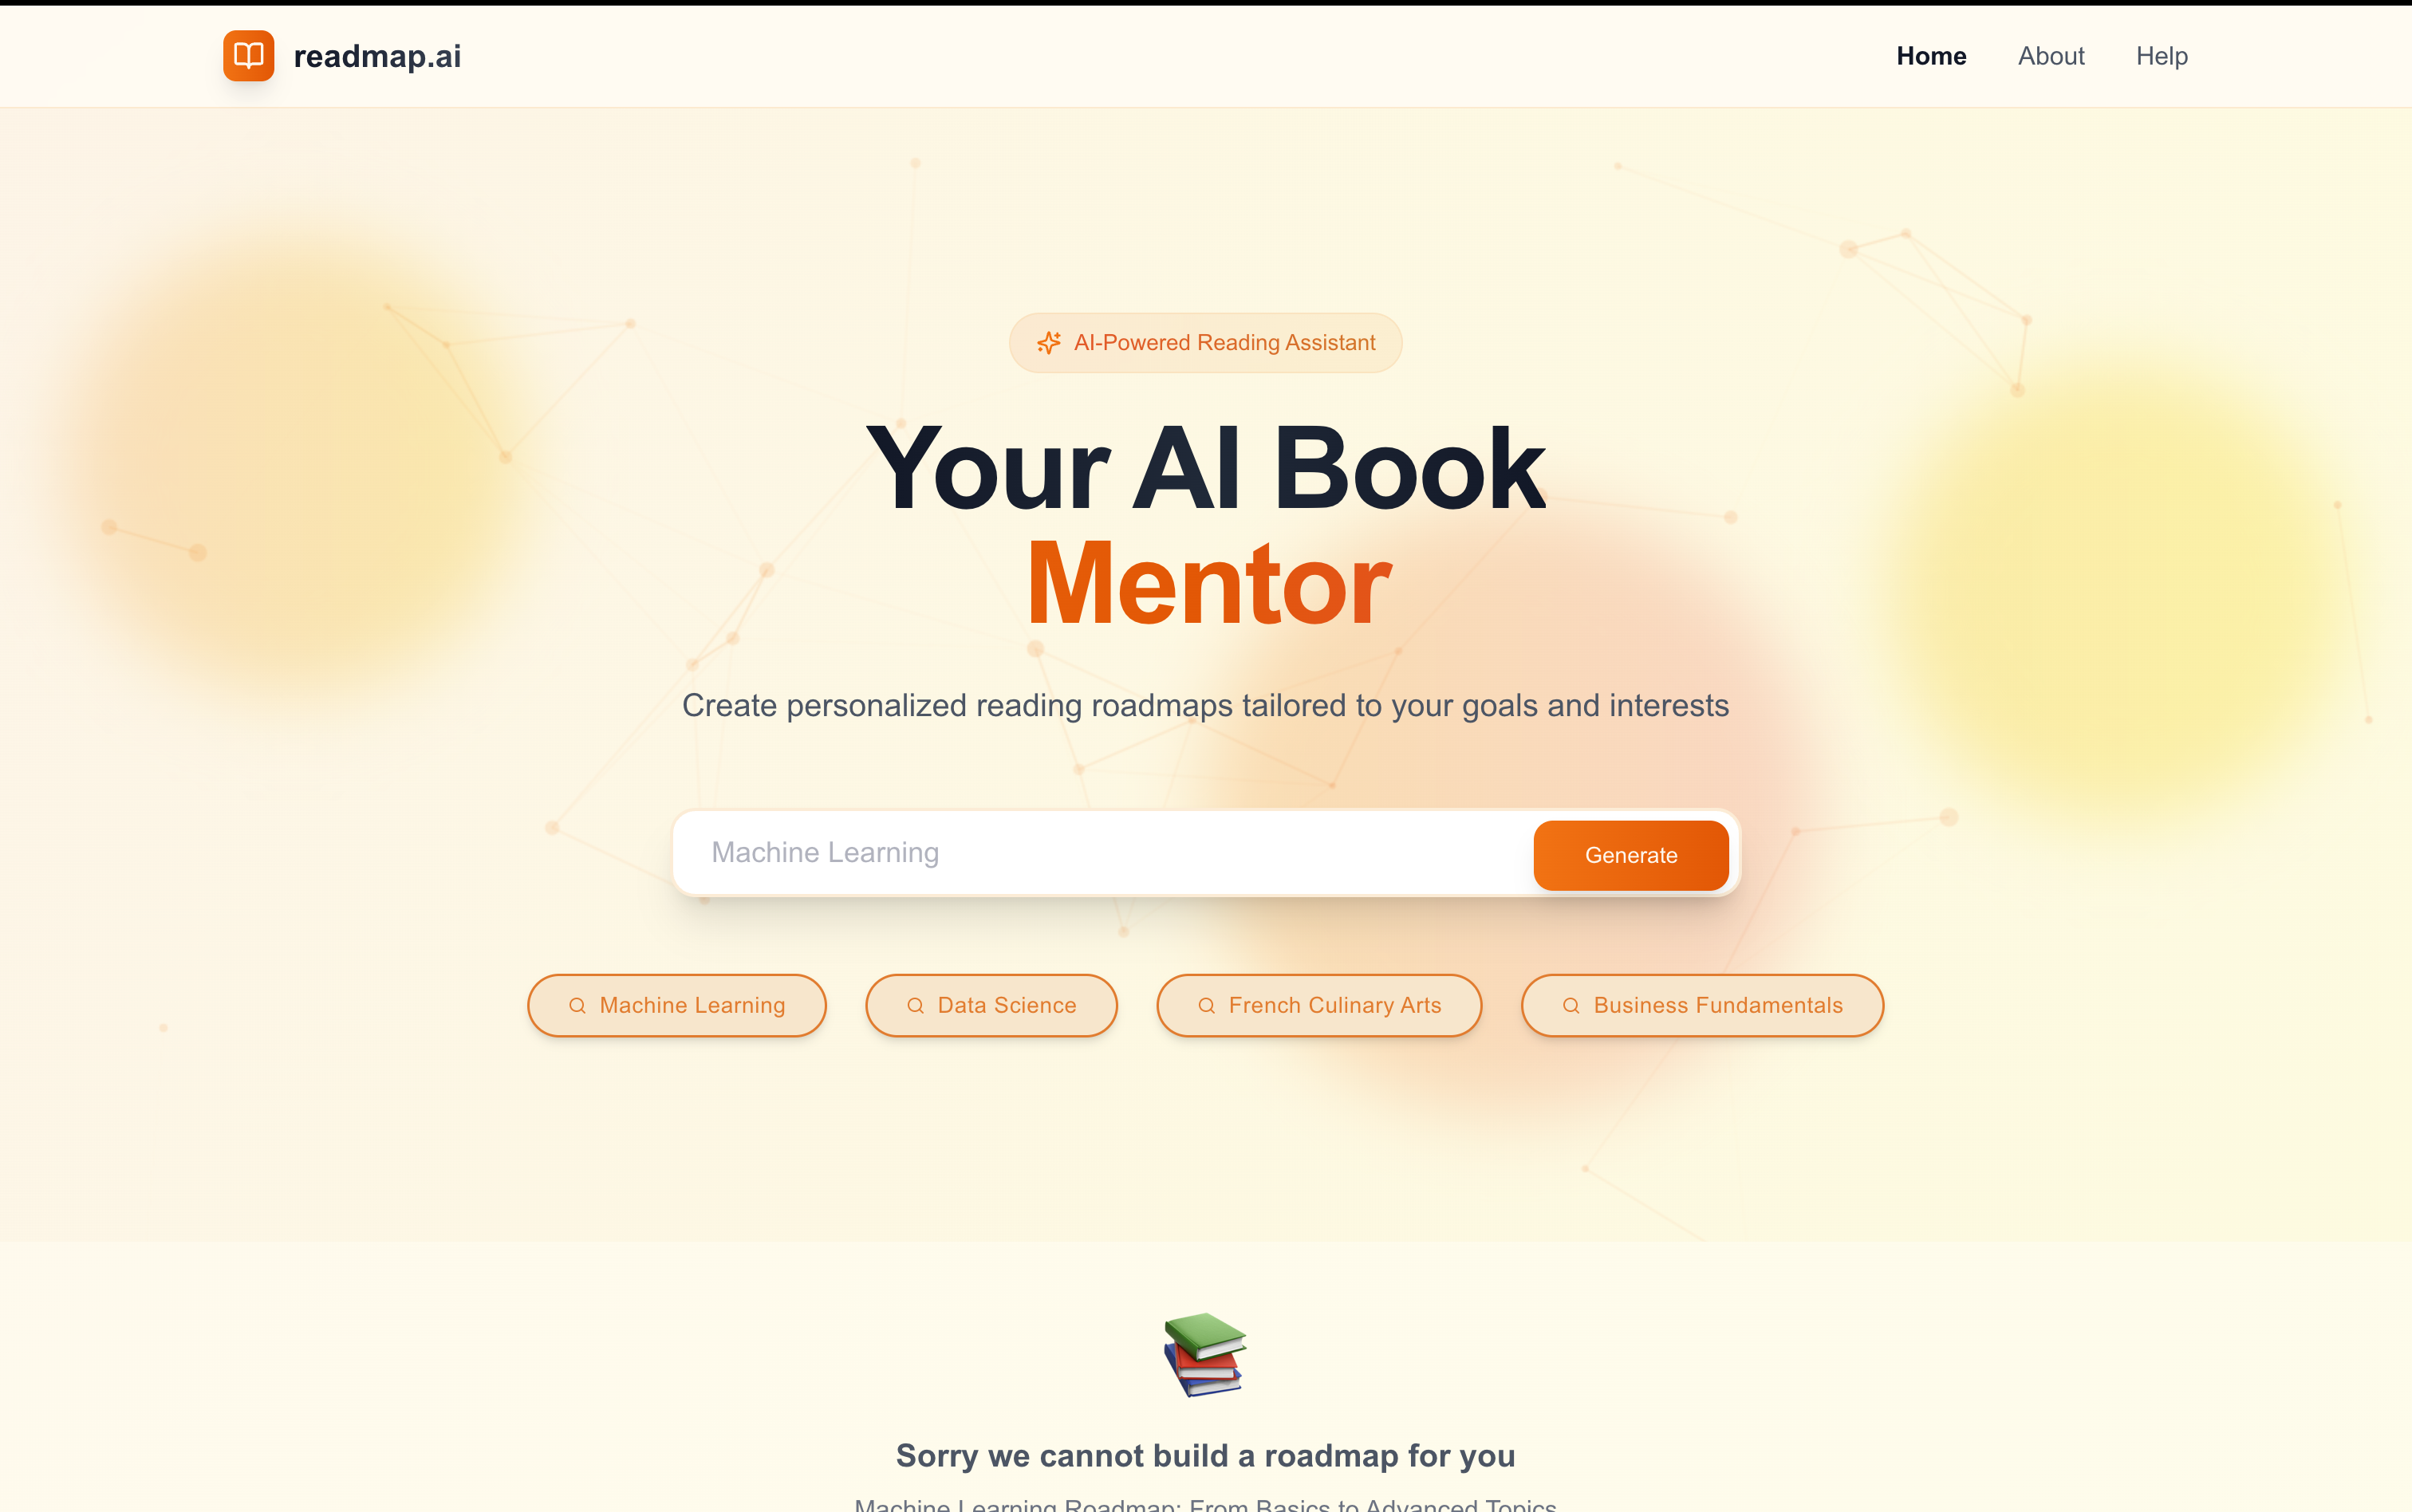 readmap.ai
Home About Help
AI-Powered Reading Assistant
Your AI Book
Mentor
Create personalized reading roadmaps tailored to your goals and interests
Machine Learning
Generate
Machine Learning Data Science French Culinary Arts Business Fundamentals
Sorry we cannot build a roadmap for you
Machine Learning Roadmap: From Basics to Advanced Topics